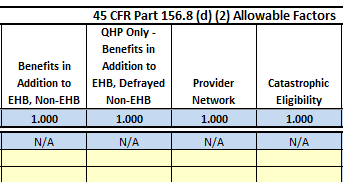 45 CFR Part 156.8 (d) (2) Allowable Factors
Benefits in
Addition to
EHB, Non-EHB
QHP Only -
Benefits in
Addition to
EHB, Defrayed
Non-EHB
Provider
Network
Catastrophic
Eligibility
1.000 1.000 1.000 1.000
N/A N/A N/A N/A